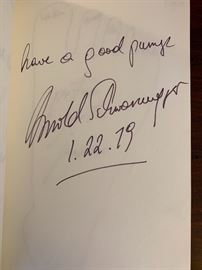 have a good pump
Arnold Schwarzenegger
1.22.79